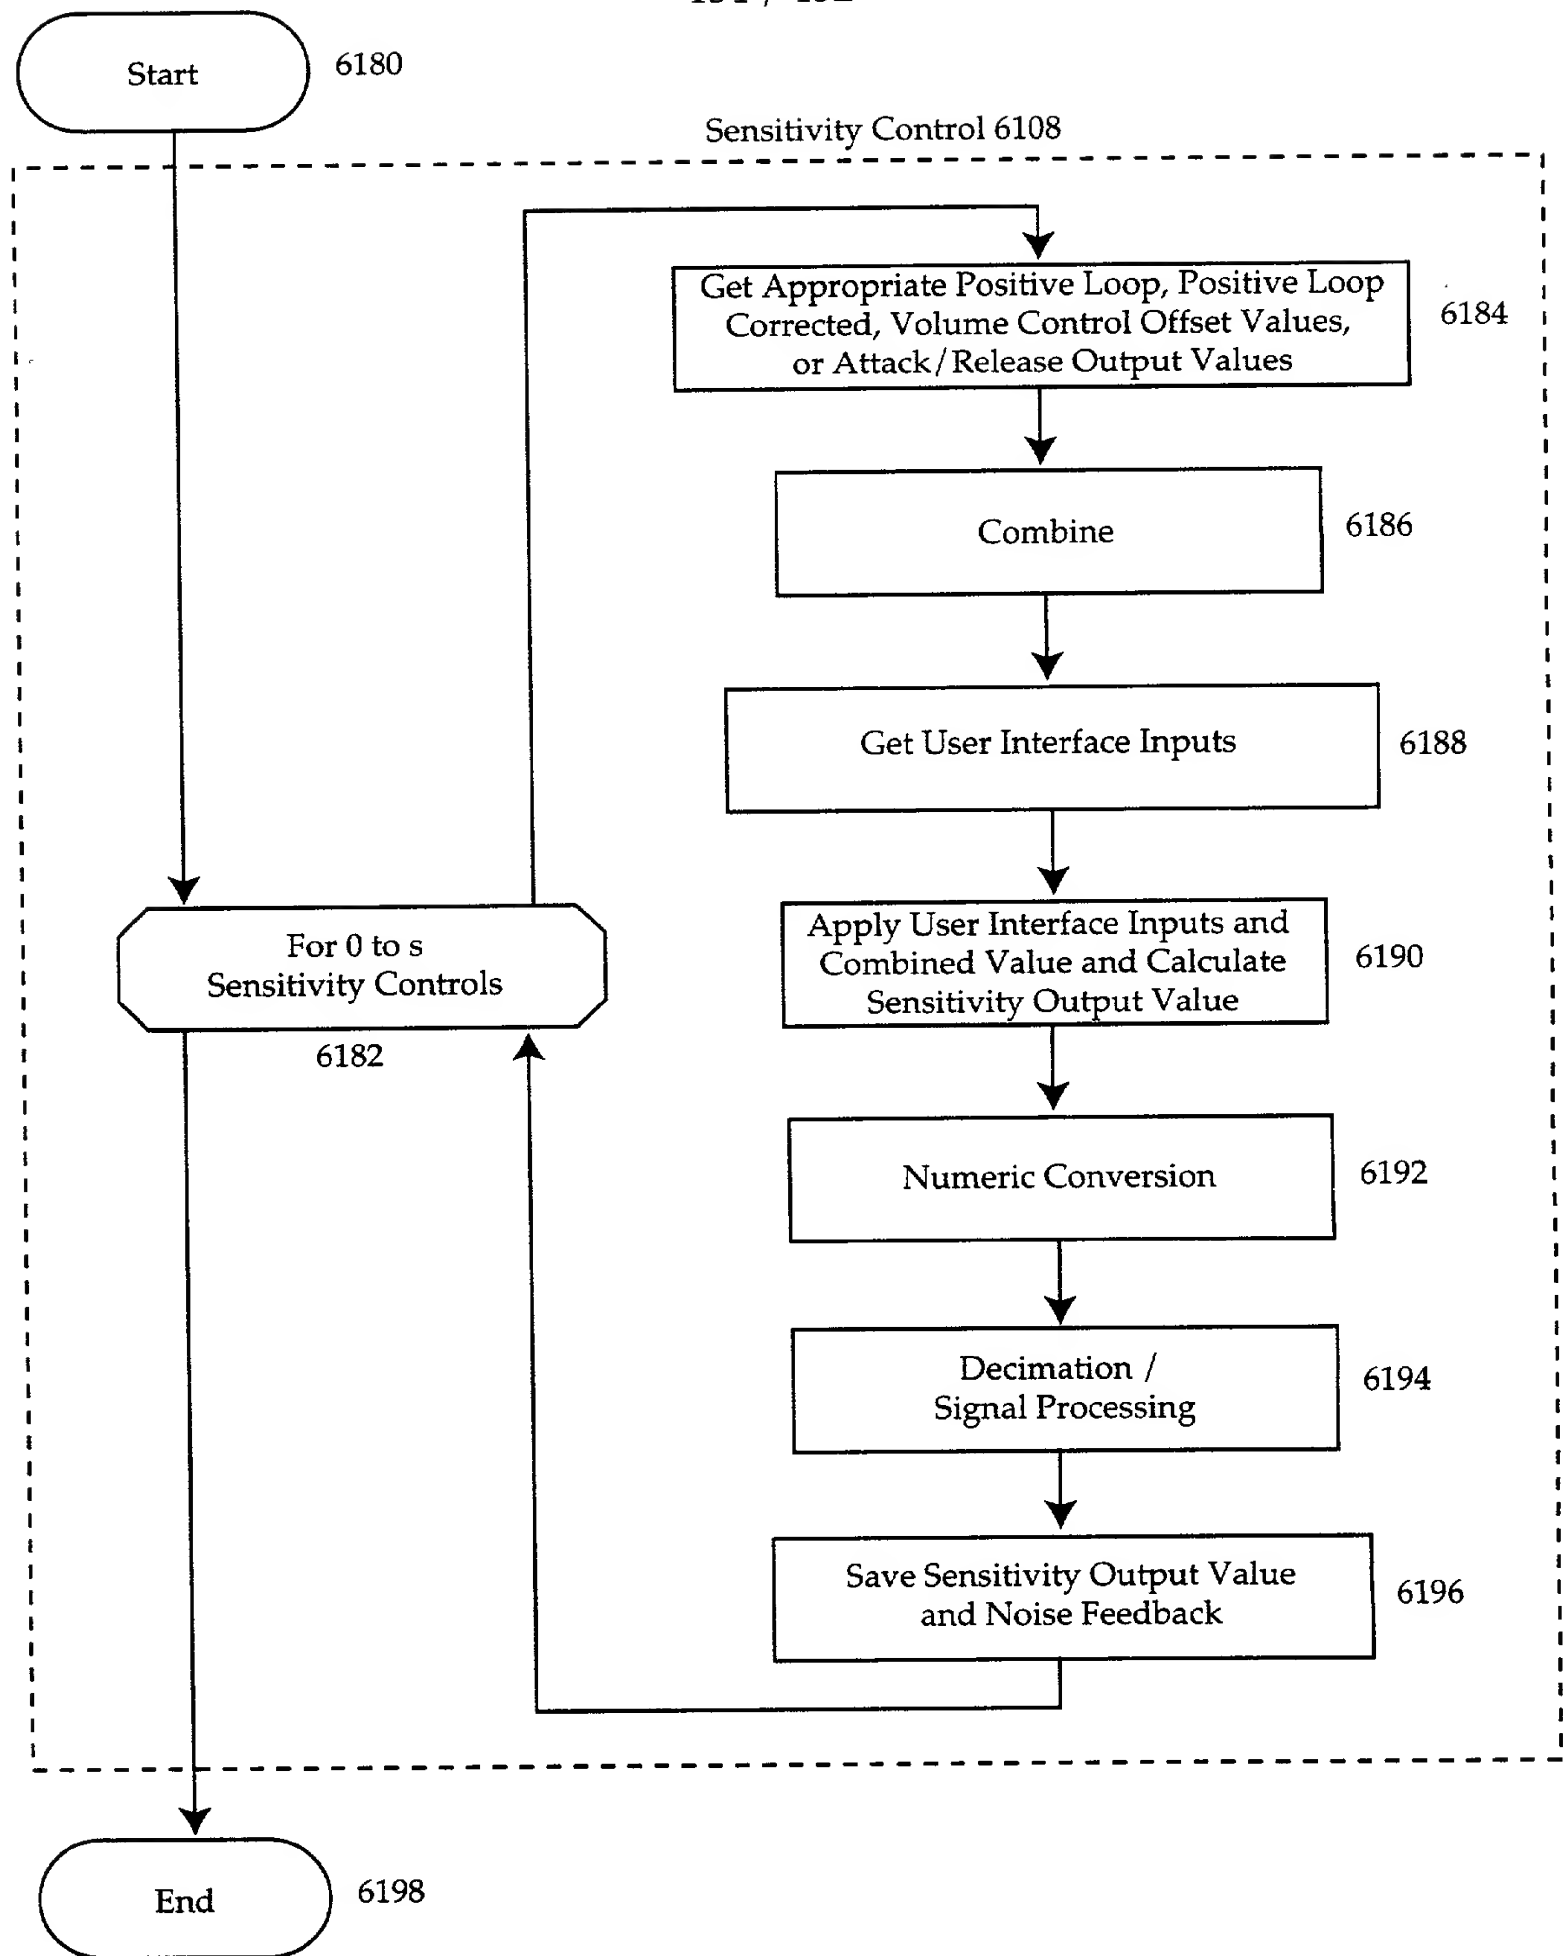 Start
6180
Sensitivity Control 6108
Get Appropriate Positive Loop, Positive Loop
Corrected, Volume Control Offset Values,
or Attack/Release Output Values
6184
Combine
6186
Get User Interface Inputs
6188
For 0 to s
Sensitivity Controls
6182
Apply User Interface Inputs and
Combined Value and Calculate
Sensitivity Output Value
6190
Numeric Conversion
6192
Decimation /
Signal Processing
6194
Save Sensitivity Output Value
and Noise Feedback
6196
End
6198